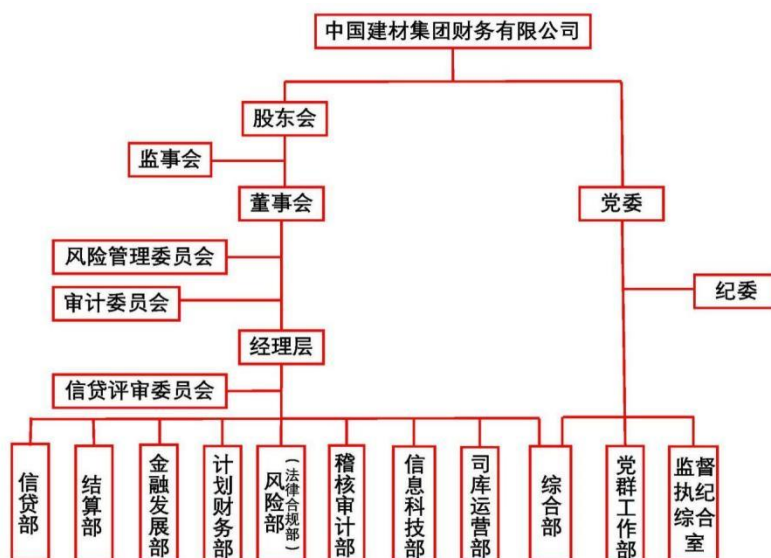 中国建材集团财务有限公司
股东会
监事会
董事会
党委
风险管理委员会
纪委
审计委员会
经理层
信贷评审委员会
信贷部
结算部
金融发展部
计划财务部
风险部
（法律合规部）
稽核审计部
信息科技部
司库运营部
综合部
党群工作部
监督
执纪
综合
室